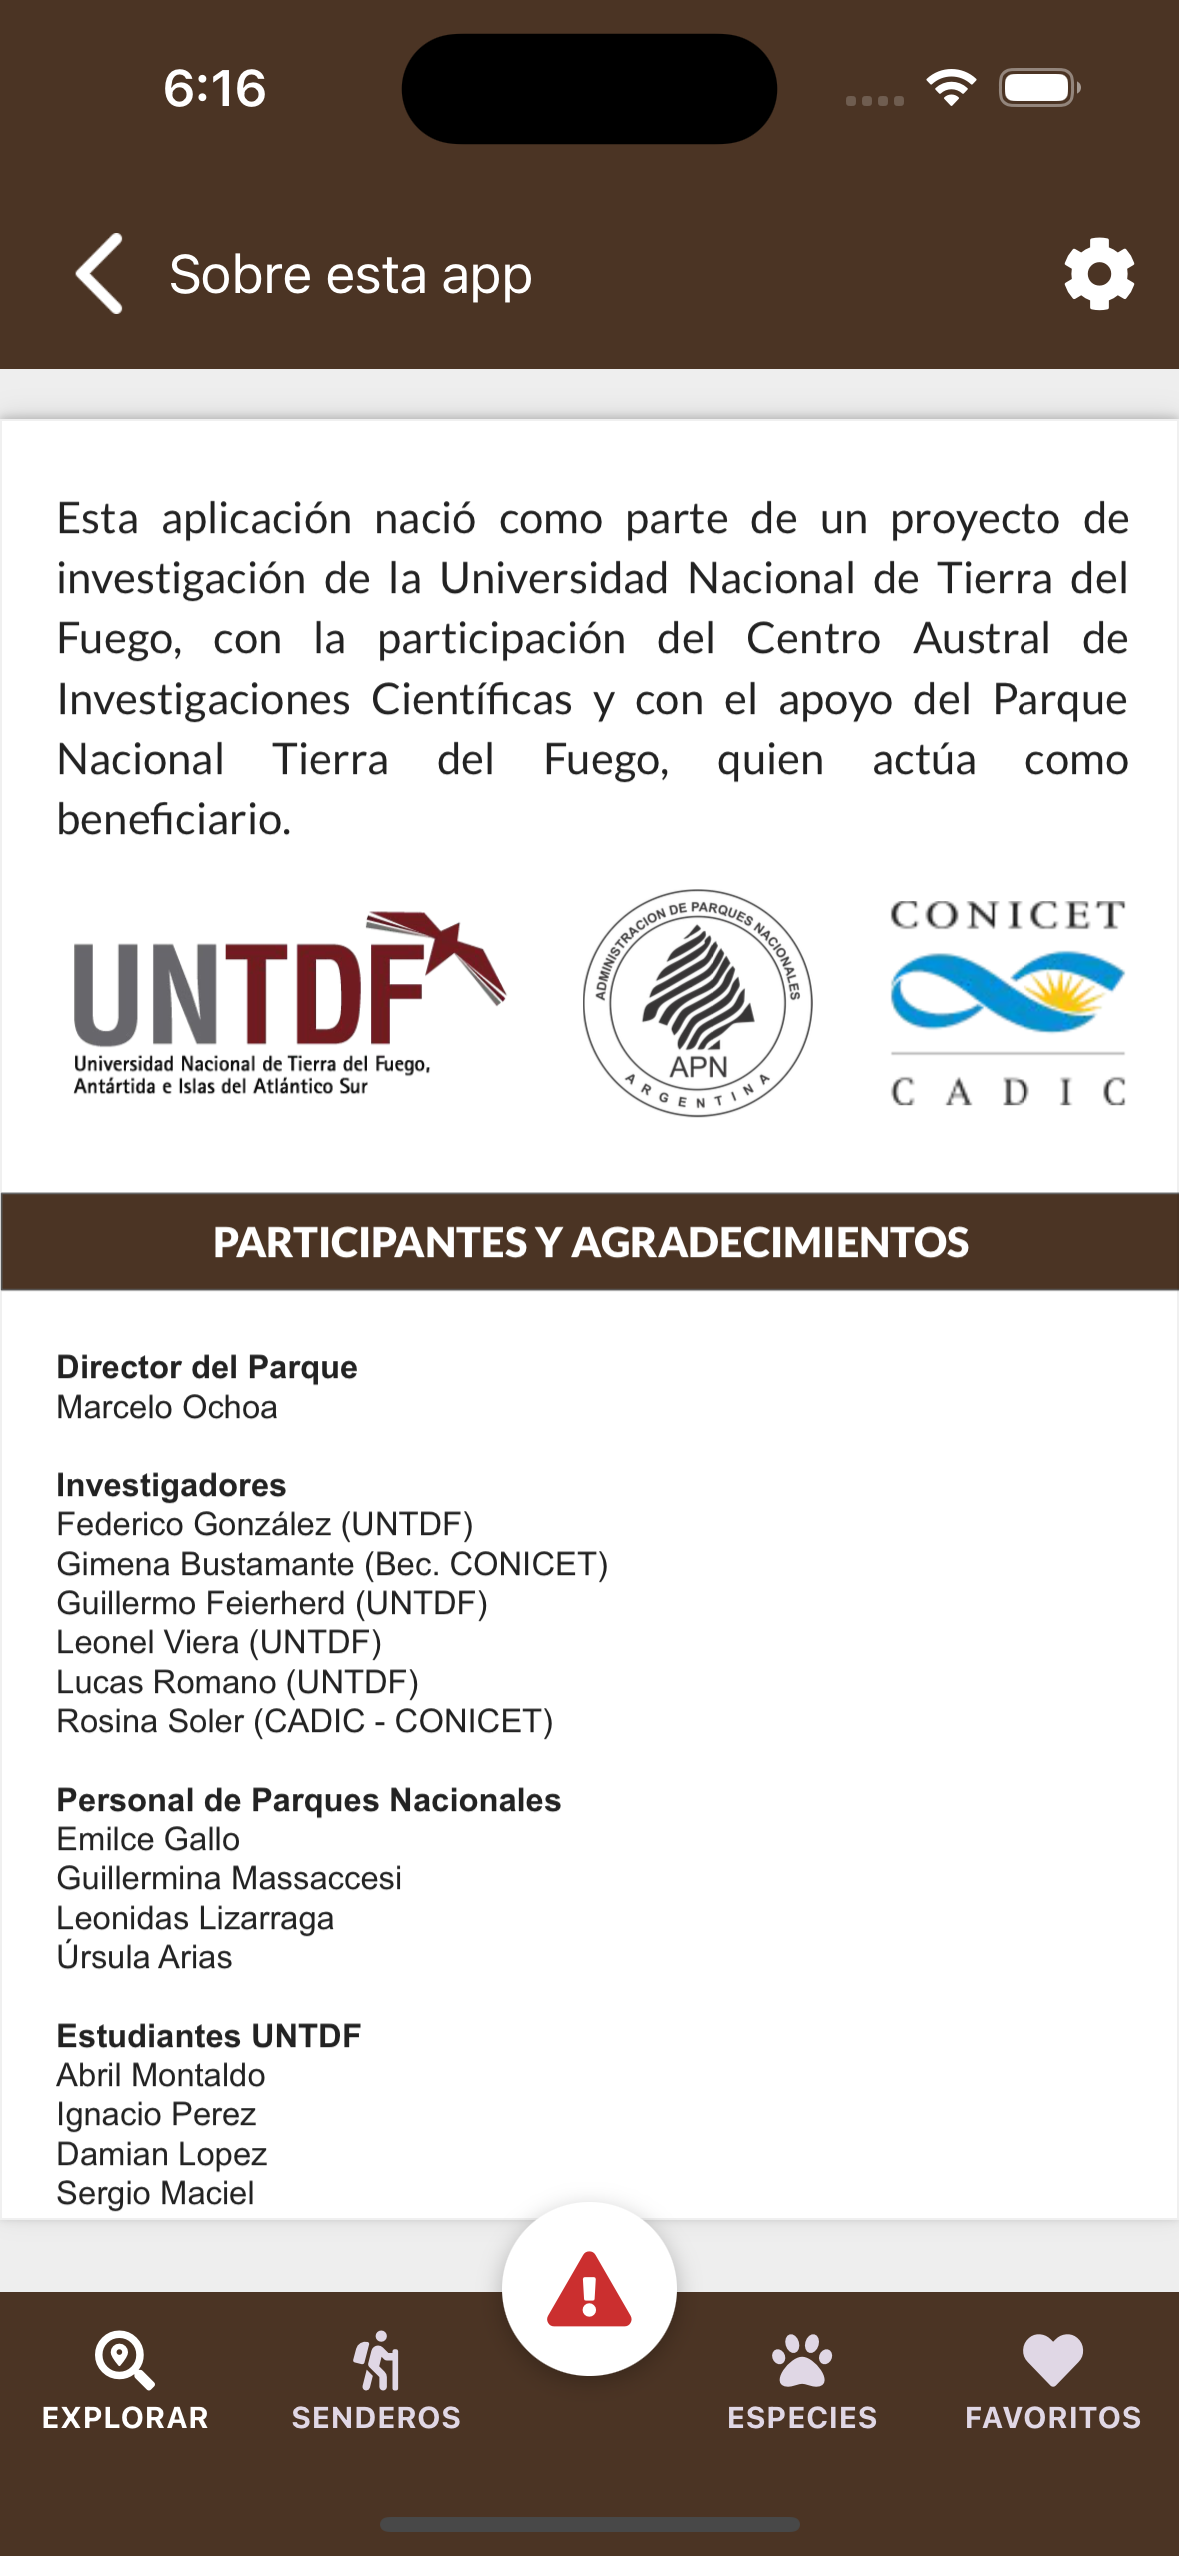 6:16
Sobre esta app
Esta aplicación nació como parte de un proyecto de
investigación de la Universidad Nacional de Tierra del
Fuego, con la participación del Centro Austral de
Investigaciones Científicas y con el apoyo del Parque
Nacional Tierra del Fuego, quien actúa como
beneficiario.
UNTDF
Universidad Nacional de Tierra del Fuego,
Antártida e Islas del Atlántico Sur
ADMINISTRACION DE PARQUES NACIONALES
APN
ARGENTINA
CONICET
CADIC
PARTICIPANTES Y AGRADECIMIENTOS
Director del Parque
Marcelo Ochoa
Investigadores
Federico González (UNTDF)
Gimena Bustamante (Bec. CONICET)
Guillermo Feierherd (UNTDF)
Leonel Viera (UNTDF)
Lucas Romano (UNTDF)
Rosina Soler (CADIC - CONICET)
Personal de Parques Nacionales
Emilce Gallo
Guillermina Massaccesi
Leonidas Lizarraga
Úrsula Arias
Estudiantes UNTDF
Abril Montaldo
Ignacio Perez
Damian Lopez
Sergio Maciel
EXPLORAR
SENDEROS
ESPECIES
FAVORITOS